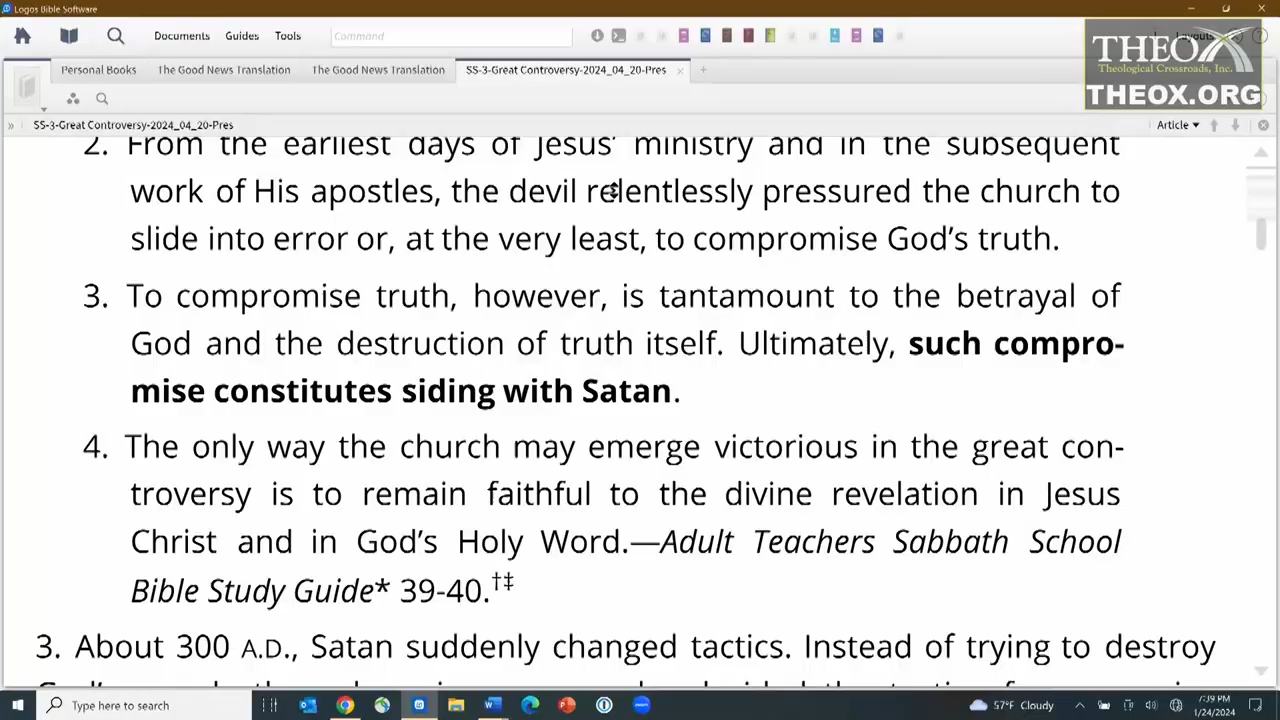 Logos Bible Software
Documents Guides Tools Command
THEOX
Theological Crossroads, Inc.
THEOX.ORG
Personal Books The Good News Translation The Good News Transla SS-3-Great Controversy-2024_04_20-Pres
SS-3-Great Controversy-2024_04_20-Pres Article
2. From the earliest days of Jesus' ministry and in the subsequent
work of His apostles, the devil relentlessly pressured the church to
slide into error or, at the very least, to compromise God's truth.
3. To compromise truth, however, is tantamount to the betrayal of
God and the destruction of truth itself. Ultimately, such compro-
mise constitutes siding with Satan.
4. The only way the church may emerge victorious in the great con-
troversy is to remain faithful to the divine revelation in Jesus
Christ and in God's Holy Word.—Adult Teachers Sabbath School
Bible Study Guide* 39-40.†‡
3. About 300 A.D., Satan suddenly changed tactics. Instead of trying to destroy
Type here to search 57°F Cloudy 7:39 PM
1/24/2024